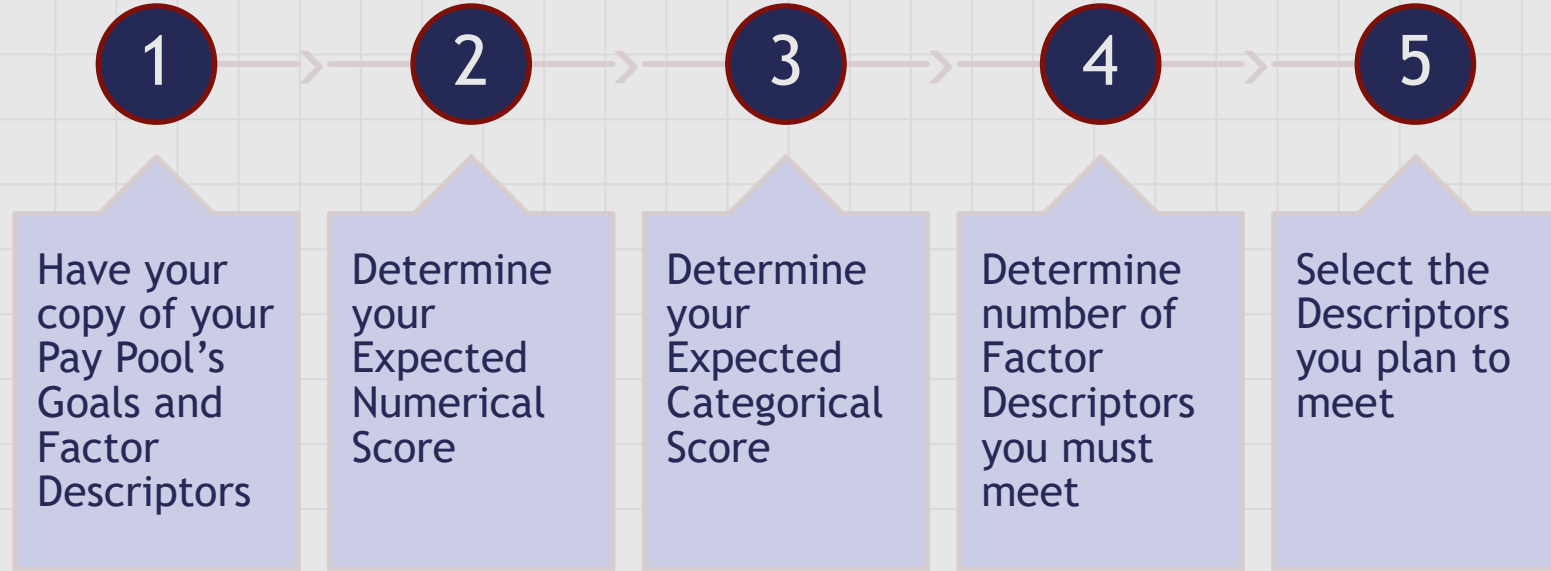 1
2
3
4
5
Have your
copy of your
Pay Pool’s
Goals and
Factor
Descriptors
Determine
your
Expected
Numerical
Score
Determine
your
Expected
Categorical
Score
Determine
number of
Factor
Descriptors
you must
meet
Select the
Descriptors
you plan to
meet